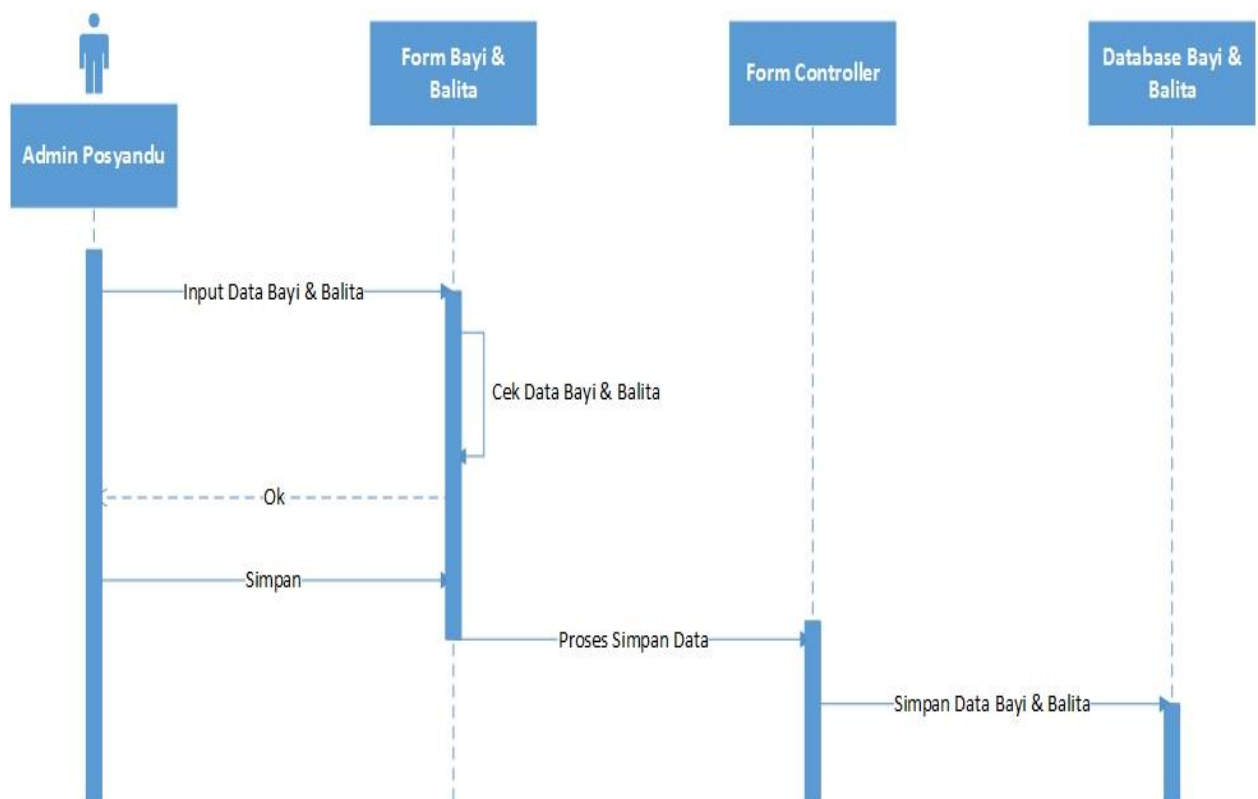 Form Bayi &
Balita
Form Controller
Database Bayi &
Balita
Admin Posyandu
Input Data Bayi & Balita
Cek Data Bayi & Balita
Ok
Simpan
Proses Simpan Data
Simpan Data Bayi & Balita